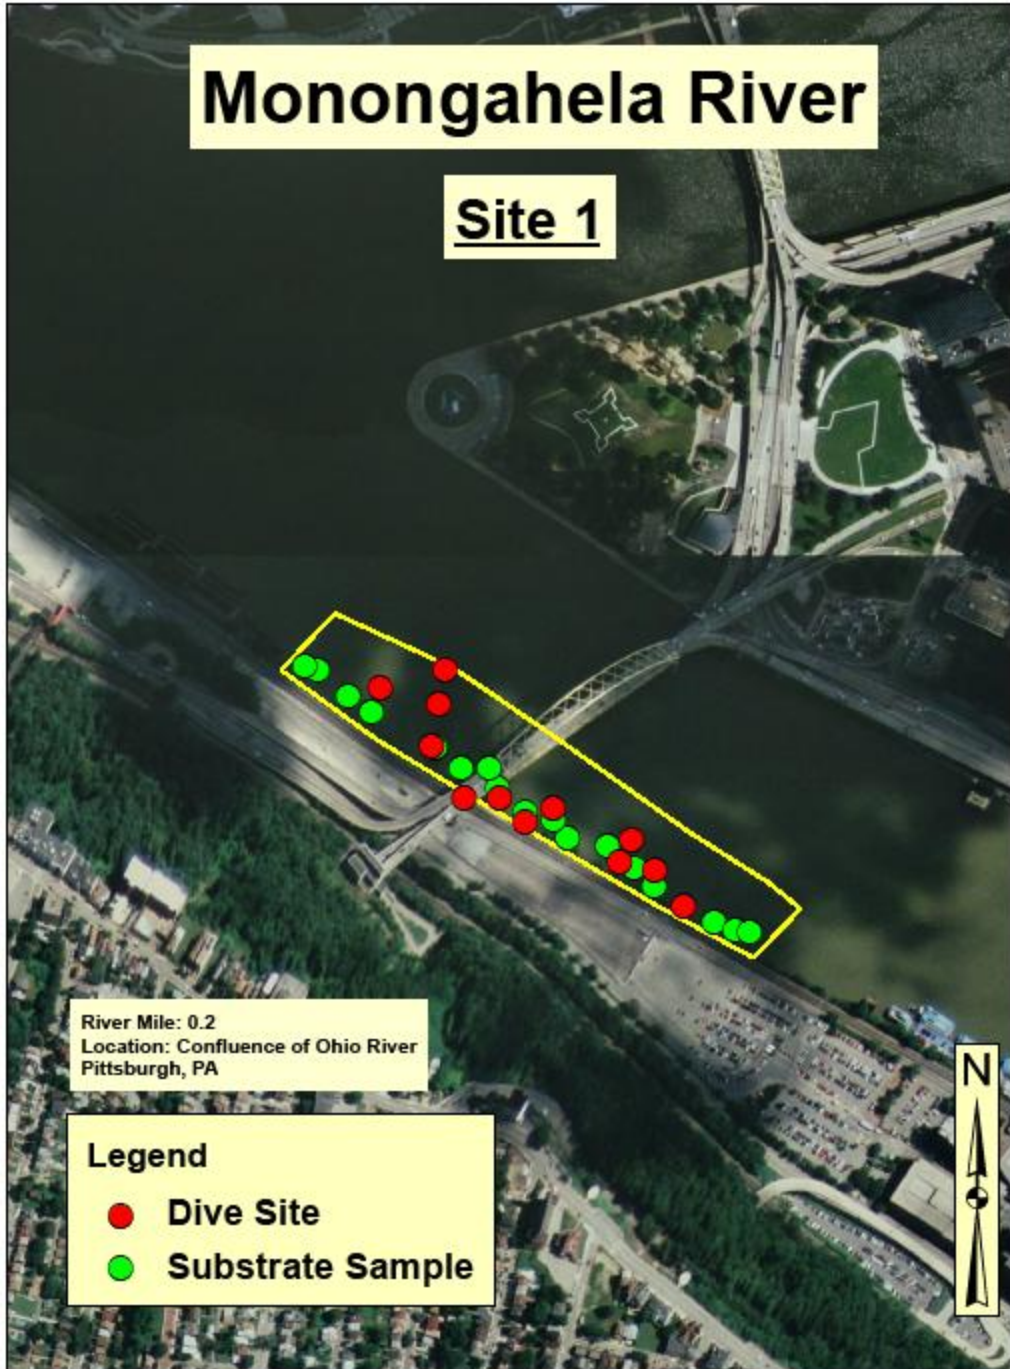 Monongahela River
Site 1
River Mile: 0.2
Location: Confluence of Ohio River
Pittsburgh, PA
N
Legend
Dive Site
Substrate Sample